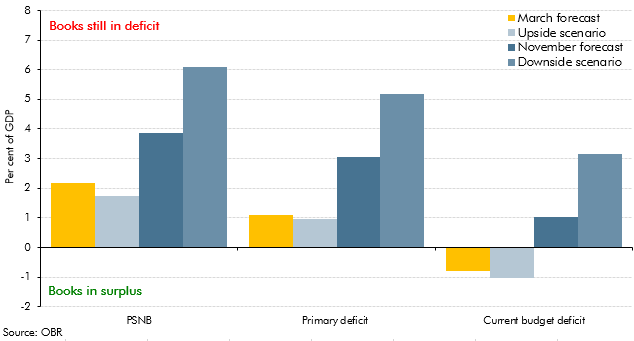 Books still in deficit
March forecast
Upside scenario
November forecast
Downside scenario
Per cent of GDP
8
7
6
5
4
3
2
1
0
-1
-2
Books in surplus
PSNB
Primary deficit
Current budget deficit
Source: OBR